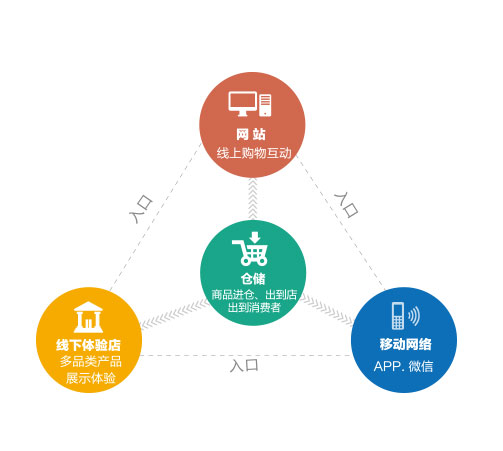 网 站
线上购物互动
入口
入口
仓储
商品进仓、出到店
出到消费者
线下体验店
多品类产品
展示体验
移动网络
APP. 微信
入口